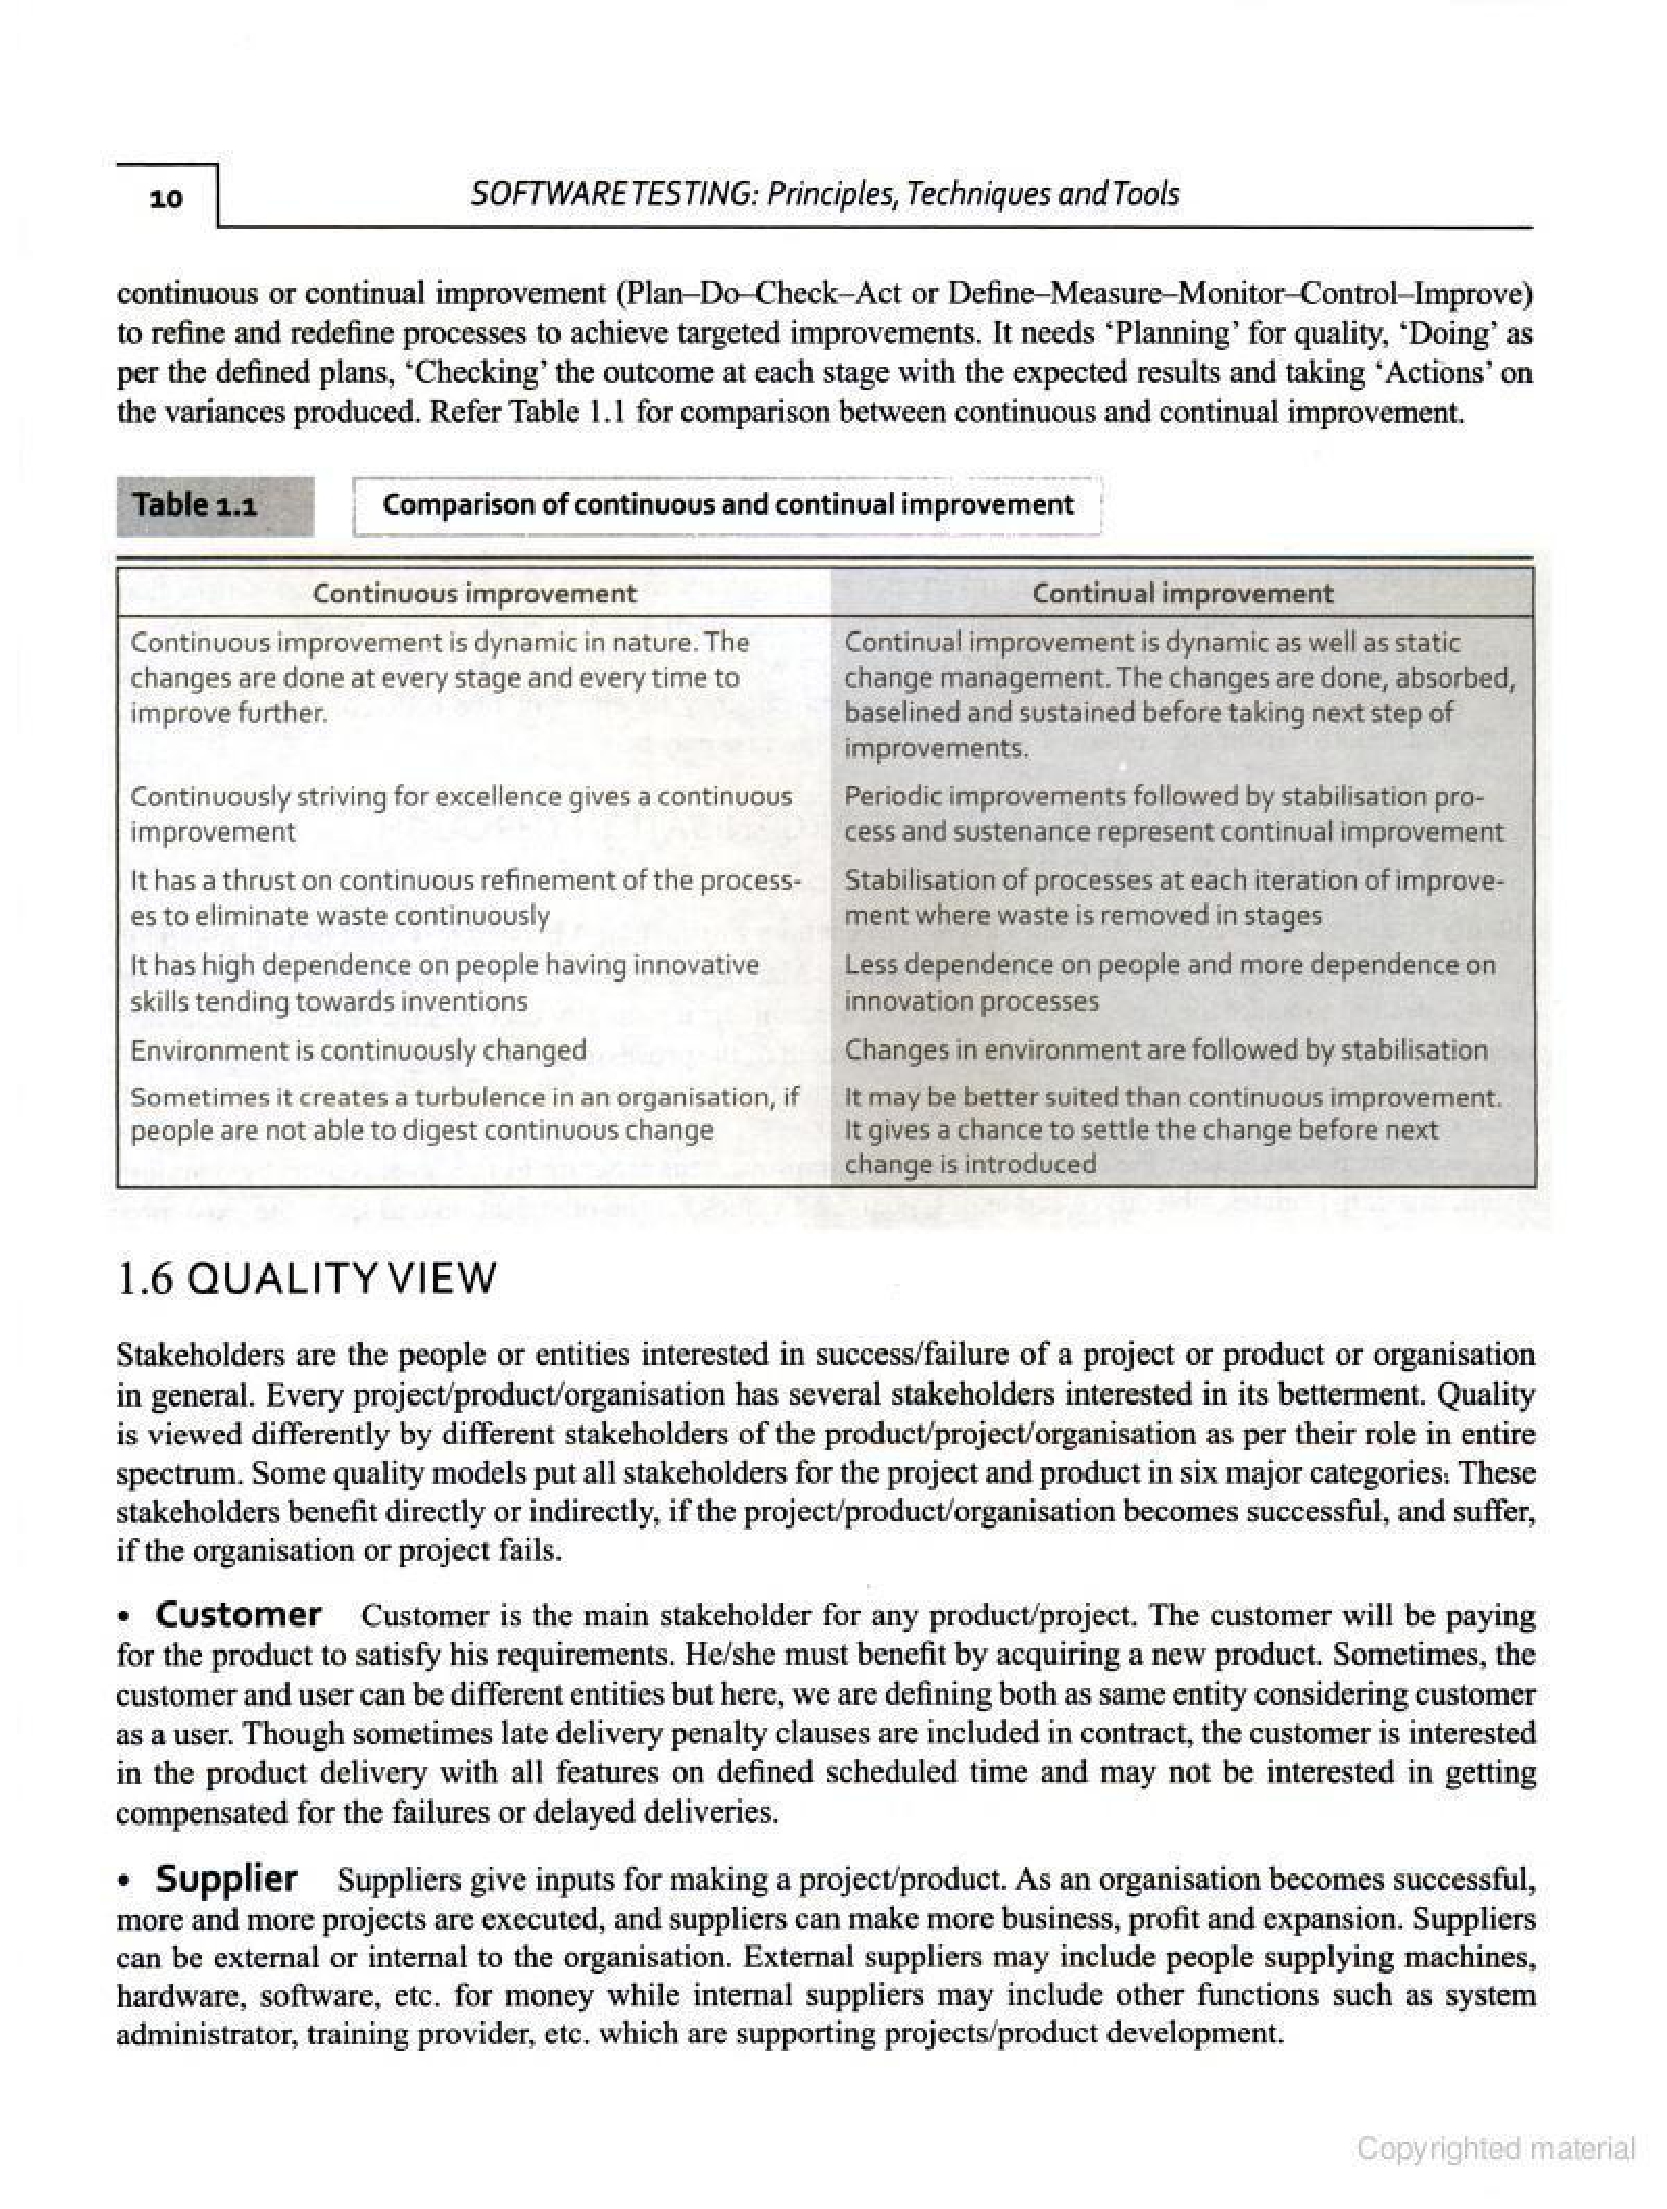 10
SOFTWARE TESTING: Principles, Techniques and Tools
continuous or continual improvement (Plan–Do–Check–Act or Define–Measure–Monitor–Control–Improve)
to refine and redefine processes to achieve targeted improvements. It needs ‘Planning’ for quality, ‘Doing’ as
per the defined plans, ‘Checking’ the outcome at each stage with the expected results and taking ‘Actions’ on
the variances produced. Refer Table 1.1 for comparison between continuous and continual improvement.
Table 1.1
Comparison of continuous and continual improvement
Continuous improvement
Continual improvement
Continuous improvement is dynamic in nature. The
changes are done at every stage and every time to
improve further.
Continual improvement is dynamic as well as static
change management. The changes are done, absorbed,
baselined and sustained before taking next step of
improvements.
Continuously striving for excellence gives a continuous
improvement
Periodic improvements followed by stabilisation pro-
cess and sustenance represent continual improvement
It has a thrust on continuous refinement of the process-
es to eliminate waste continuously
Stabilisation of processes at each iteration of improve-
ment where waste is removed in stages
It has high dependence on people having innovative
skills tending towards inventions
Less dependence on people and more dependence on
innovation processes
Environment is continuously changed
Changes in environment are followed by stabilisation
Sometimes it creates a turbulence in an organisation, if
people are not able to digest continuous change
It may be better suited than continuous improvement.
It gives a chance to settle the change before next
change is introduced
1.6 QUALITY VIEW
Stakeholders are the people or entities interested in success/failure of a project or product or organisation
in general. Every project/product/organisation has several stakeholders interested in its betterment. Quality
is viewed differently by different stakeholders of the product/project/organisation as per their role in entire
spectrum. Some quality models put all stakeholders for the project and product in six major categories. These
stakeholders benefit directly or indirectly, if the project/product/organisation becomes successful, and suffer,
if the organisation or project fails.
• Customer Customer is the main stakeholder for any product/project. The customer will be paying
for the product to satisfy his requirements. He/she must benefit by acquiring a new product. Sometimes, the
customer and user can be different entities but here, we are defining both as same entity considering customer
as a user. Though sometimes late delivery penalty clauses are included in contract, the customer is interested
in the product delivery with all features on defined scheduled time and may not be interested in getting
compensated for the failures or delayed deliveries.
• Supplier Suppliers give inputs for making a project/product. As an organisation becomes successful,
more and more projects are executed, and suppliers can make more business, profit and expansion. Suppliers
can be external or internal to the organisation. External suppliers may include people supplying machines,
hardware, software, etc. for money while internal suppliers may include other functions such as system
administrator, training provider, etc. which are supporting projects/product development.
Copyrighted material